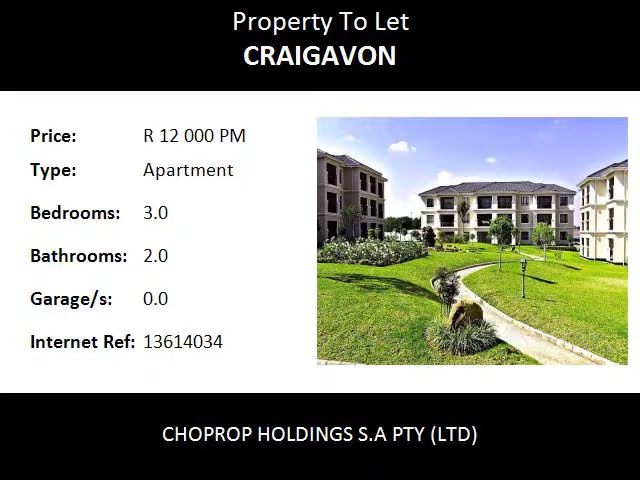 Property To Let
CRAIGAVON
Price: R 12 000 PM
Type: Apartment
Bedrooms: 3.0
Bathrooms: 2.0
Garage/s: 0.0
Internet Ref: 13614034
CHOPROP HOLDINGS S.A PTY (LTD)